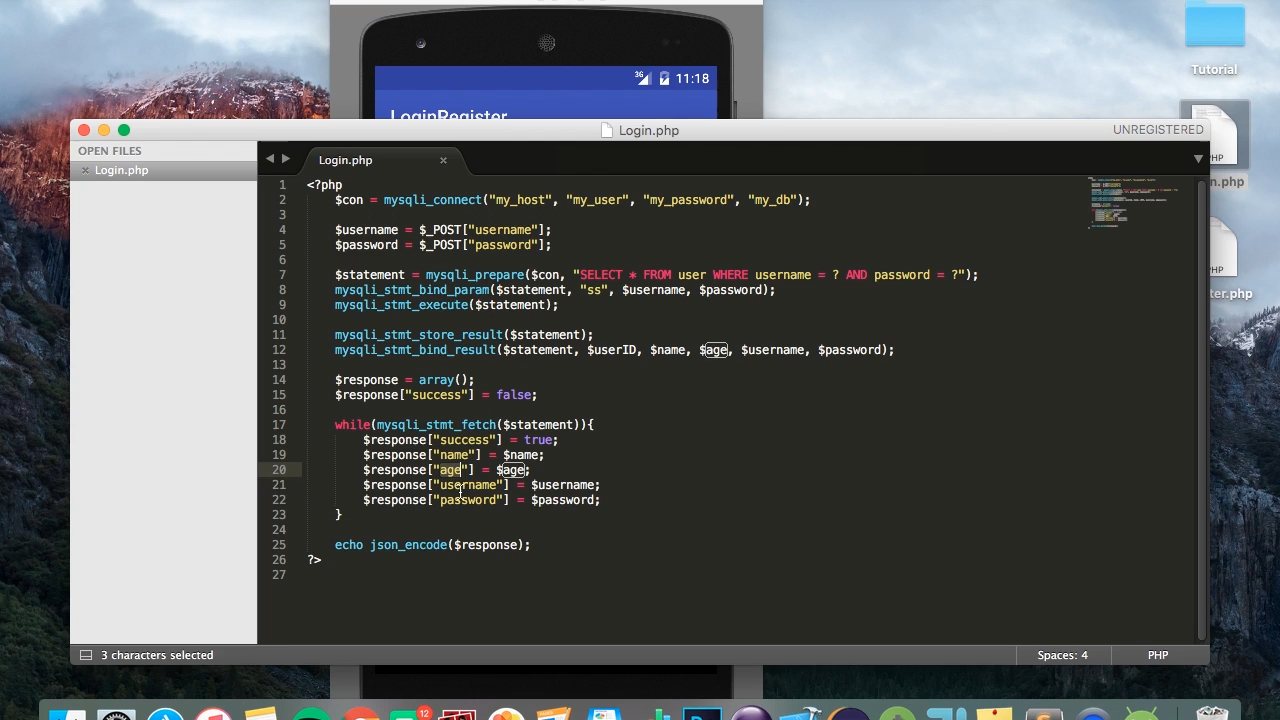 Tutorial
3G 11:18
LoginRegister
Login.php
UNREGISTERED
OPEN FILES
× Login.php
Login.php ×
PHP
n.php
PHP
ter.php
1 <?php
2 $con = mysqli_connect("my_host", "my_user", "my_password", "my_db");
3
4 $username = $_POST["username"];
5 $password = $_POST["password"];
6
7 $statement = mysqli_prepare($con, "SELECT * FROM user WHERE username = ? AND password = ?");
8 mysqli_stmt_bind_param($statement, "ss", $username, $password);
9 mysqli_stmt_execute($statement);
10
11 mysqli_stmt_store_result($statement);
12 mysqli_stmt_bind_result($statement, $userID, $name, $age, $username, $password);
13
14 $response = array();
15 $response["success"] = false;
16
17 while(mysqli_stmt_fetch($statement)){
18 $response["success"] = true;
19 $response["name"] = $name;
20 $response["age"] = $age;
21 $response["username"] = $username;
22 $response["password"] = $password;
23 }
24
25 echo json_encode($response);
26 ?>
27
3 characters selected
Spaces: 4
PHP
12